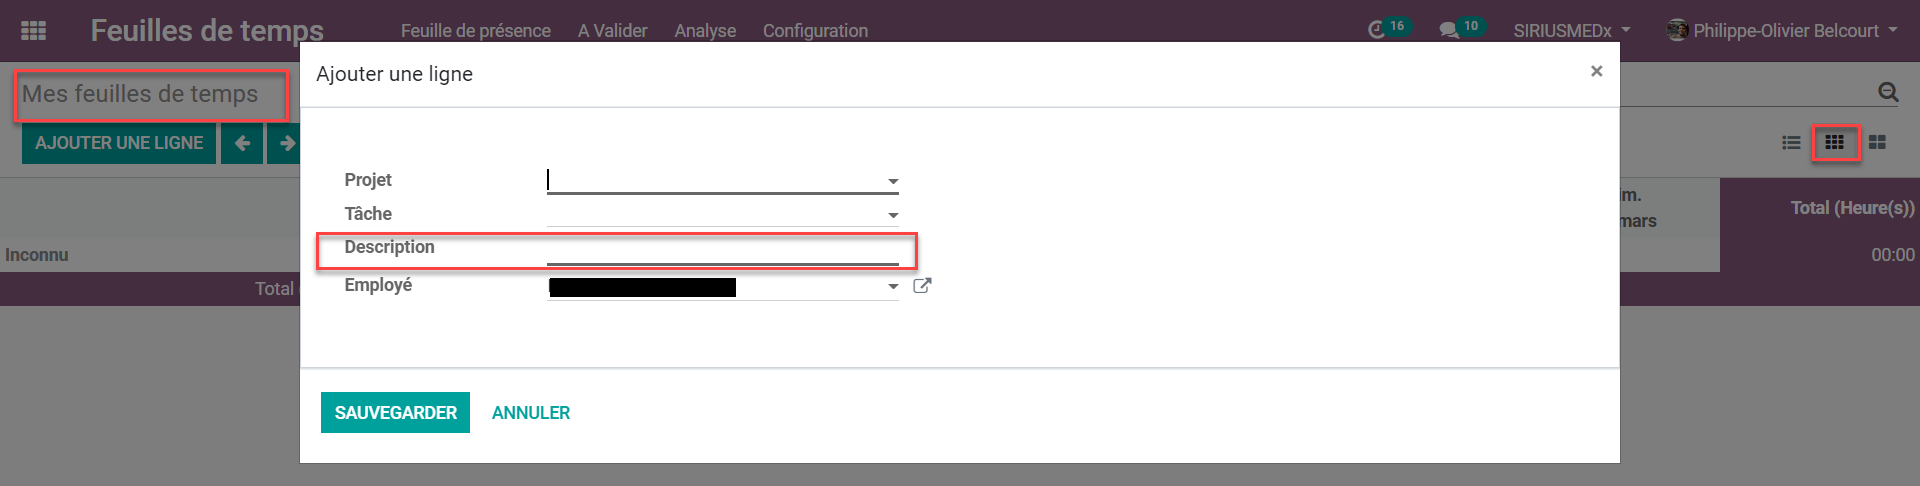 Feuilles de temps
Feuille de présence A Valider Analyse Configuration
16 10 SIRIUSMEDx Philippe-Olivier Belcourt
Mes feuilles de temps
AJOUTER UNE LIGNE
Ajouter une ligne ×
Projet
Tâche
Description
Employé
SAUVEGARDER ANNULER
im.
mars
Total (Heure(s))
Inconnu 00:00
Total